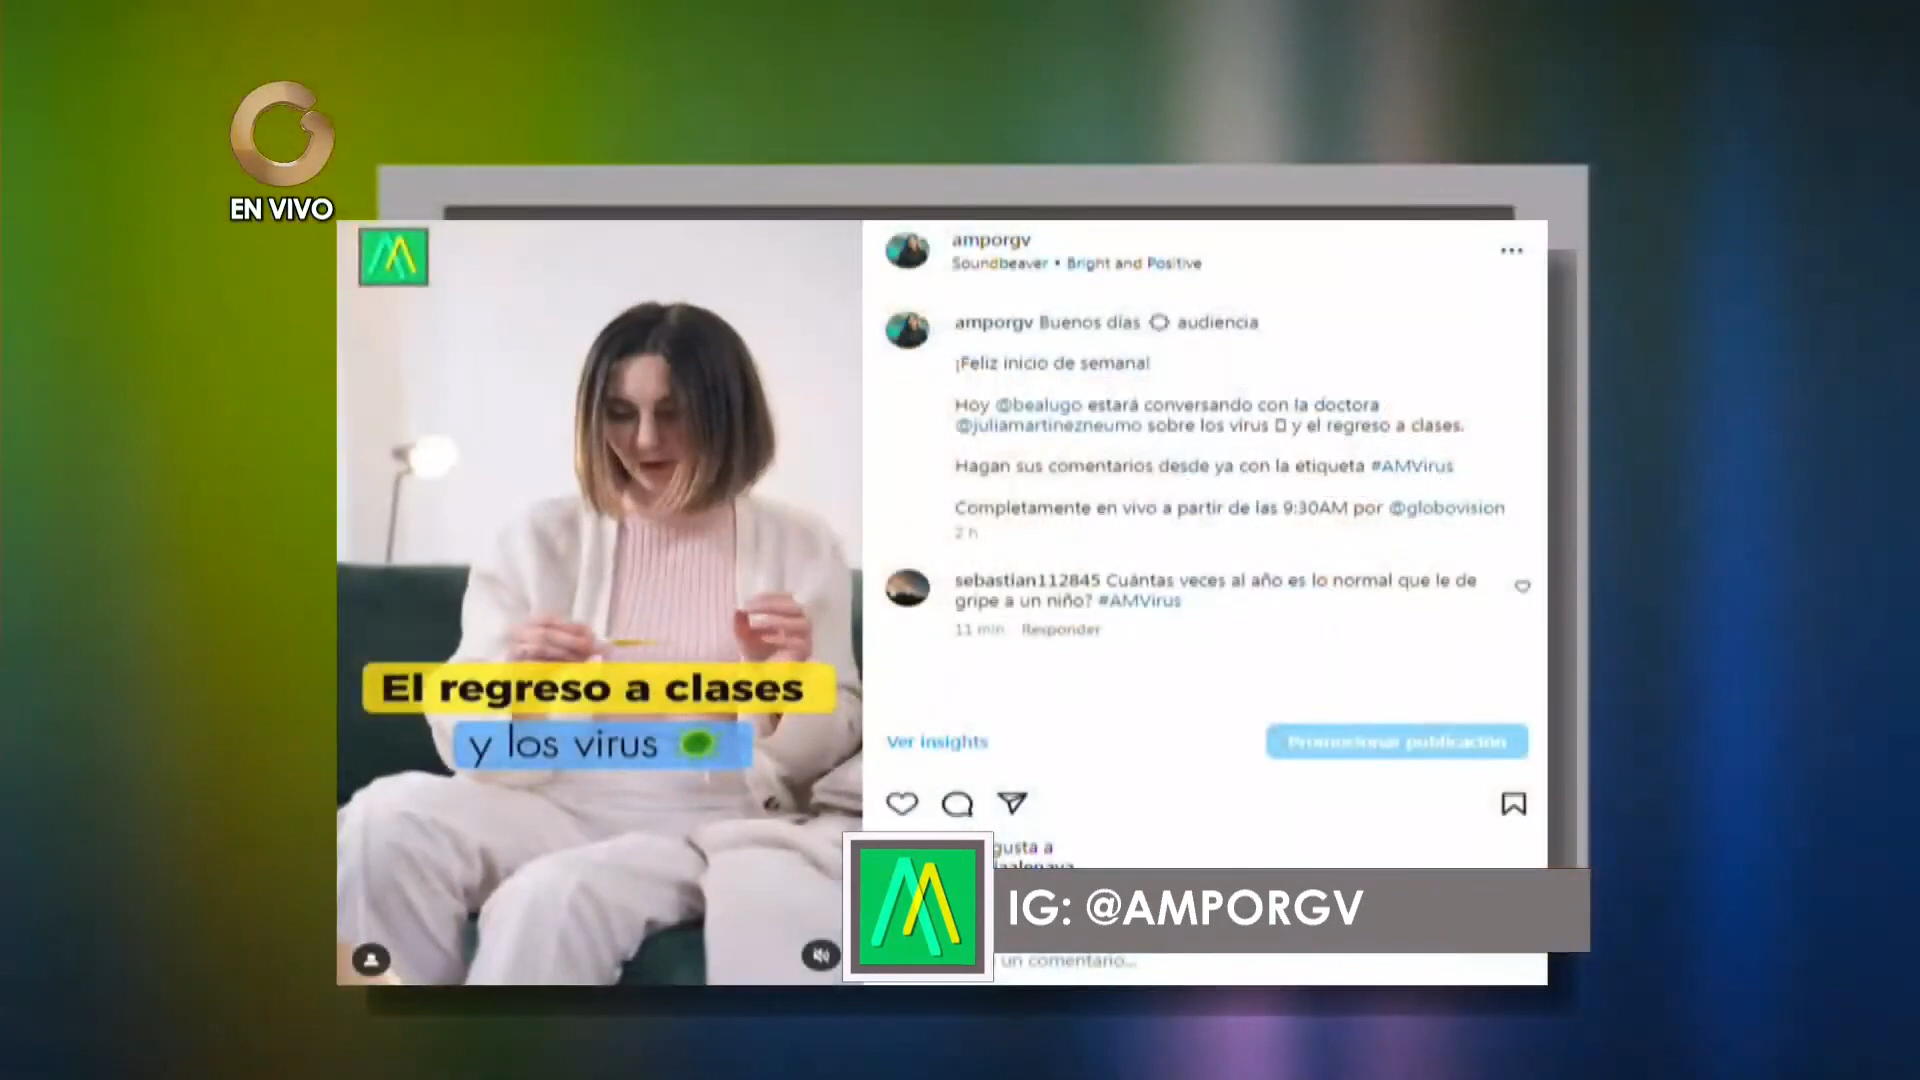 EN VIVO
amporgv
Soundbeaver • Bright and Positive
amporgv Buenos días audiencia
¡Feliz inicio de semana!
Hoy @bealugo estará conversando con la doctora
@juliamartinezneumo sobre los virus y el regreso a clases.
Hagan sus comentarios desde ya con la etiqueta #AMVirus
Completamente en vivo a partir de las 9:30AM por @globovision
2 h
sebastian112845 Cuántas veces al año es lo normal que le de
gripe a un niño? #AMVirus
11 min Responder
El regreso a clases
y los virus
Ver insights
Promocionar publicación
gusta a
IG: @AMPORGV
un comentario...